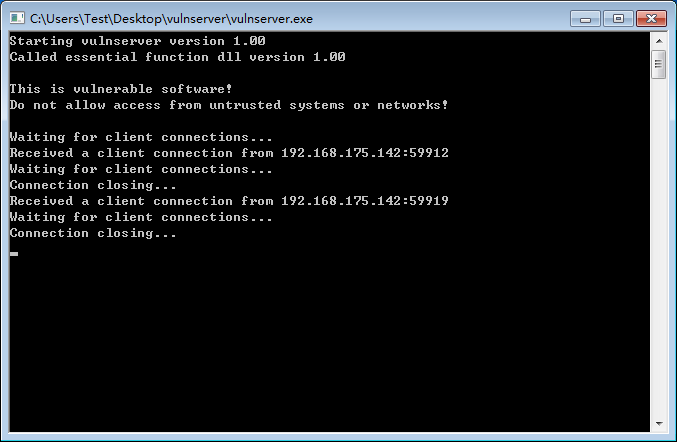 C:\Users\Test\Desktop\vulnserver\vulnserver.exe
Starting vulnserver version 1.00
Called essential function dll version 1.00
This is vulnerable software!
Do not allow access from untrusted systems or networks!
Waiting for client connections...
Received a client connection from 192.168.175.142:59912
Waiting for client connections...
Connection closing...
Received a client connection from 192.168.175.142:59919
Waiting for client connections...
Connection closing...